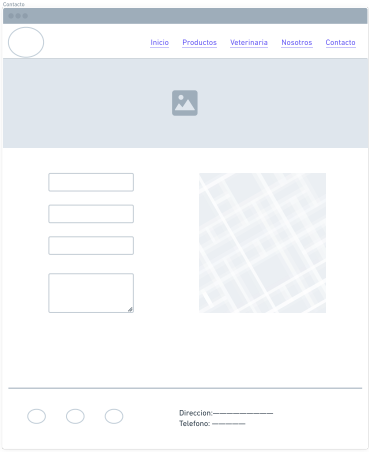 Contacto
Inicio Productos Veterinaria Nosotros Contacto
Direccion:——————————
Telefono: —————